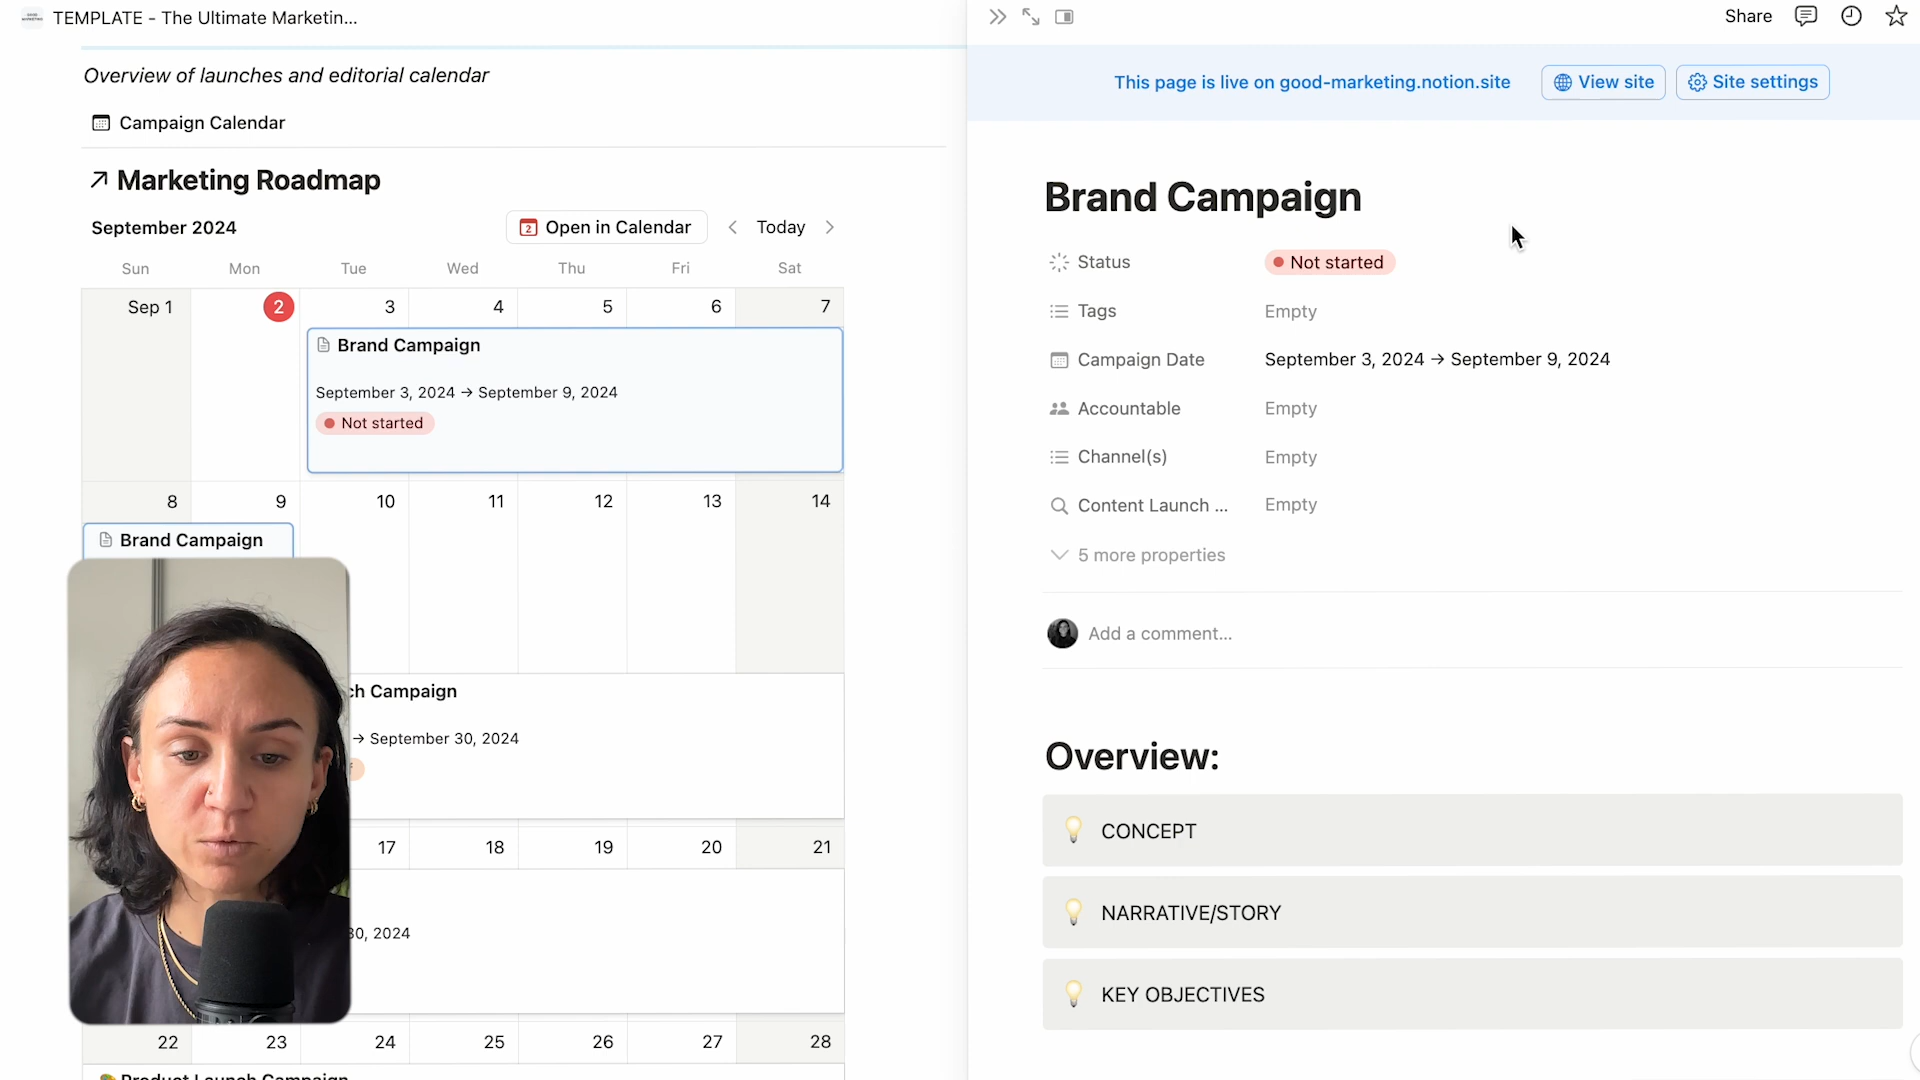 TEMPLATE - The Ultimate Marketin...
Share
Overview of launches and editorial calendar
This page is live on good-marketing.notion.site
View site
Site settings
Campaign Calendar
Marketing Roadmap
September 2024
Open in Calendar
Today
Sun Mon Tue Wed Thu Fri Sat
Sep 1 2 3 4 5 6 7
Brand Campaign
September 3, 2024 → September 9, 2024
Not started
8 9 10 11 12 13 14
Brand Campaign
ch Campaign
→ September 30, 2024
17 18 19 20 21
30, 2024
22 23 24 25 26 27 28
Product Launch Campaign
Brand Campaign
Status Not started
Tags Empty
Campaign Date September 3, 2024 → September 9, 2024
Accountable Empty
Channel(s) Empty
Content Launch ... Empty
5 more properties
Add a comment...
Overview:
CONCEPT
NARRATIVE/STORY
KEY OBJECTIVES